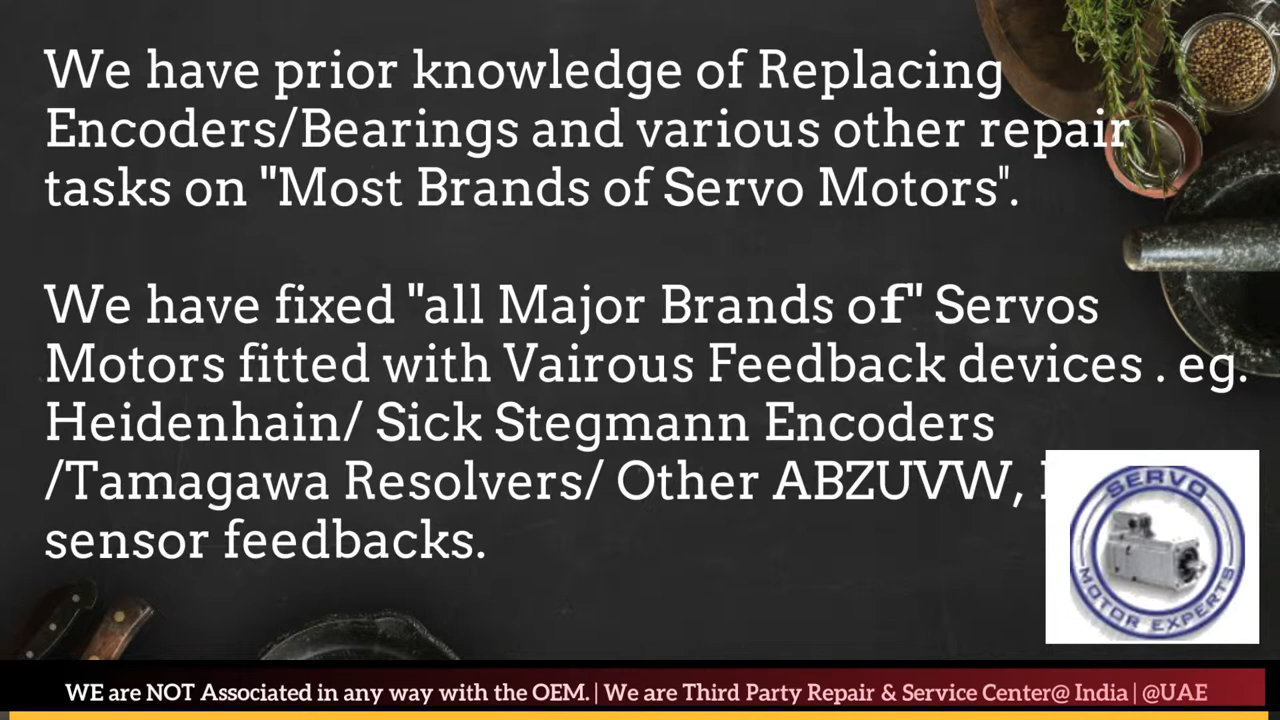 We have prior knowledge of Replacing
Encoders/Bearings and various other repair
tasks on "Most Brands of Servo Motors".
We have fixed "all Major Brands of" Servos
Motors fitted with Vairous Feedback devices . eg.
Heidenhain/ Sick Stegmann Encoders
/Tamagawa Resolvers/ Other ABZUVW,
sensor feedbacks.
SERVO
MOTOR EXPERTS
WE are NOT Associated in any way with the OEM. | We are Third Party Repair & Service Center@ India | @UAE